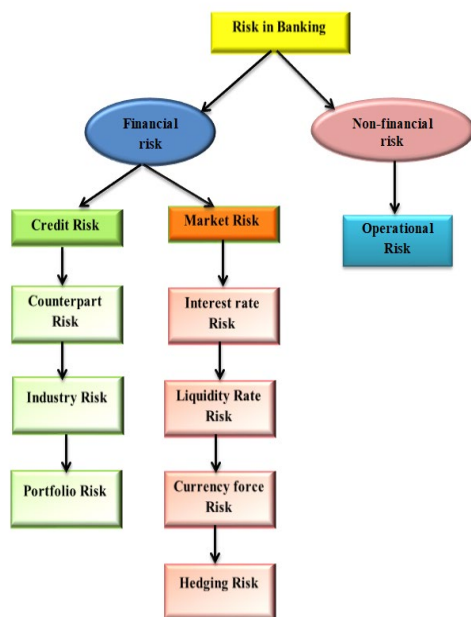 Risk in Banking
Financial
risk
Non-financial
risk
Credit Risk
Market Risk
Operational
Risk
Counterpart
Risk
Interest rate
Risk
Industry Risk
Liquidity Rate
Risk
Portfolio Risk
Currency force
Risk
Hedging Risk